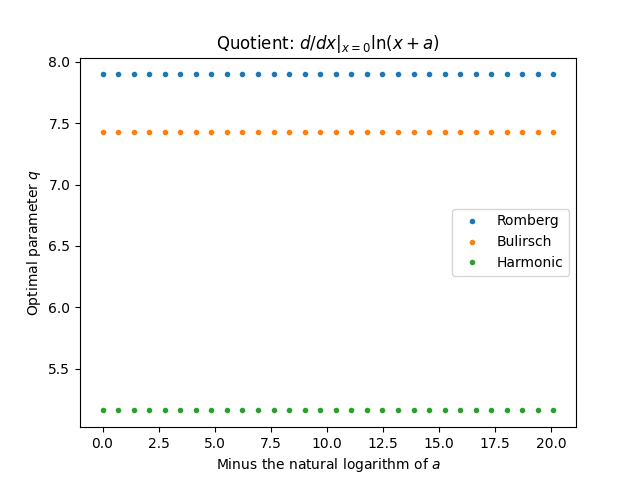 Quotient: d/dx|ₓ₌₀ln(x + a)
8.0
7.5
7.0
6.5
6.0
5.5
Optimal parameter q
Romberg
Bulirsch
Harmonic
0.0 2.5 5.0 7.5 10.0 12.5 15.0 17.5 20.0
Minus the natural logarithm of a